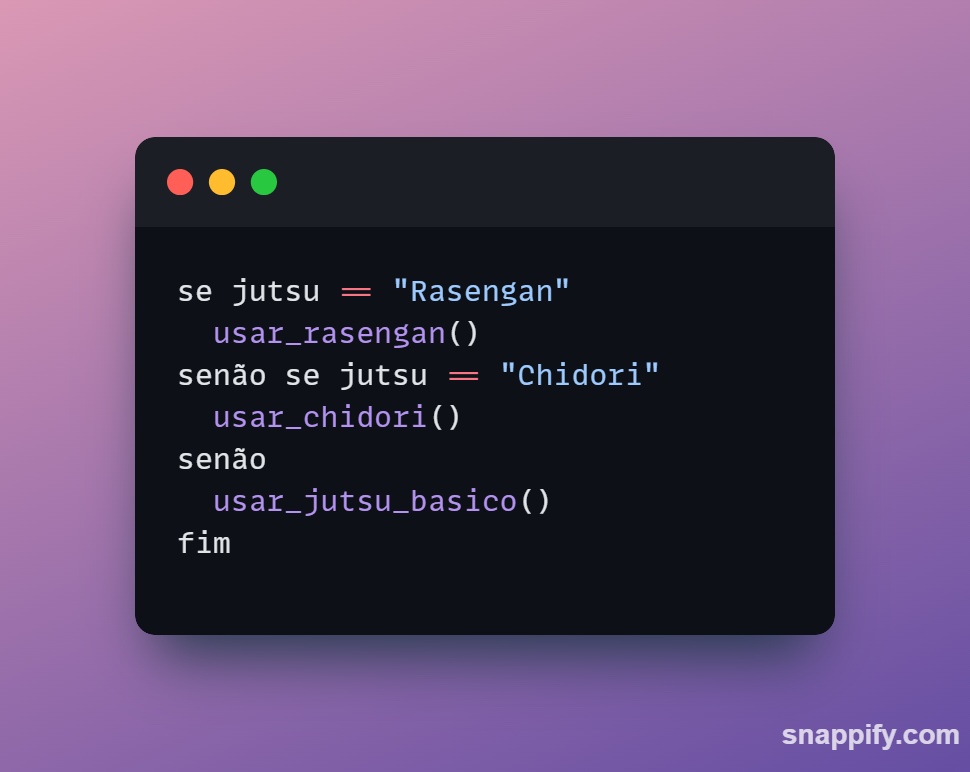 se jutsu == "Rasengan"
  usar_rasengan()
senão se jutsu == "Chidori"
  usar_chidori()
senão
  usar_jutsu_basico()
fim
snappify.com